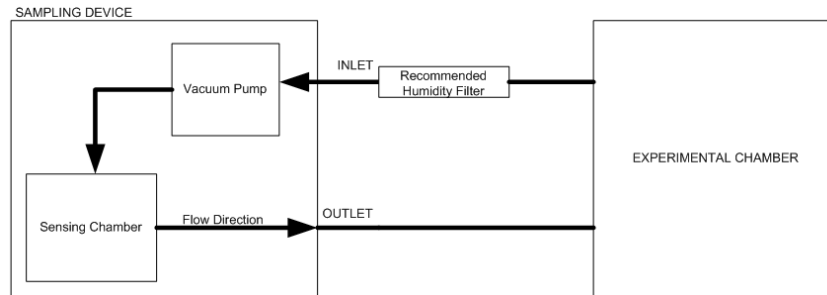 SAMPLING DEVICE
Vacuum Pump
INLET
Recommended
Humidity Filter
EXPERIMENTAL CHAMBER
Sensing Chamber
Flow Direction
OUTLET